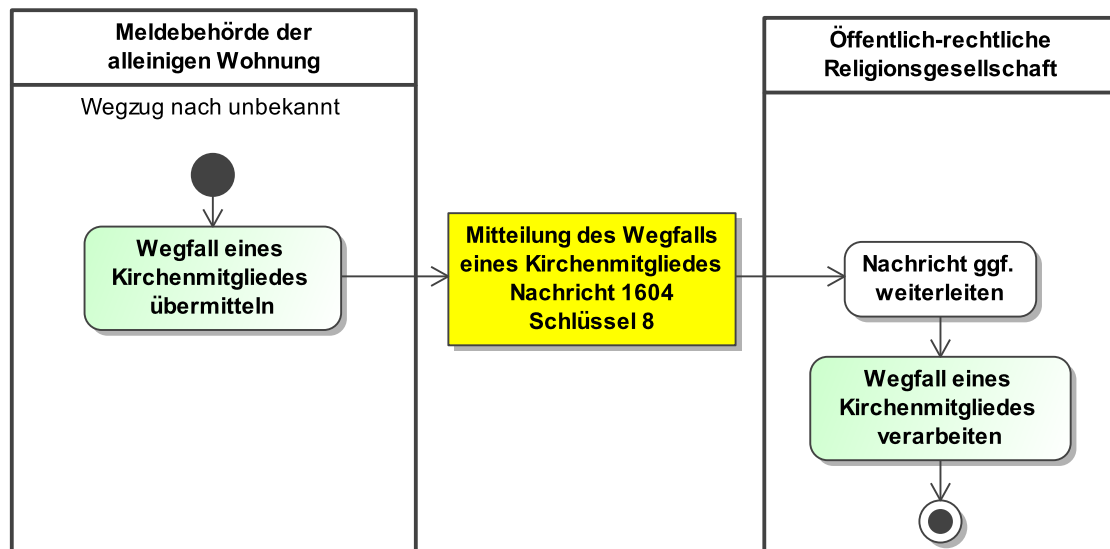 Meldebehörde der
alleinigen Wohnung
Wegzug nach unbekannt
Wegfall eines
Kirchenmitgliedes
übermitteln
Mitteilung des Wegfalls
eines Kirchenmitgliedes
Nachricht 1604
Schlüssel 8
Öffentlich-rechtliche
Religionsgesellschaft
Nachricht ggf.
weiterleiten
Wegfall eines
Kirchenmitgliedes
verarbeiten